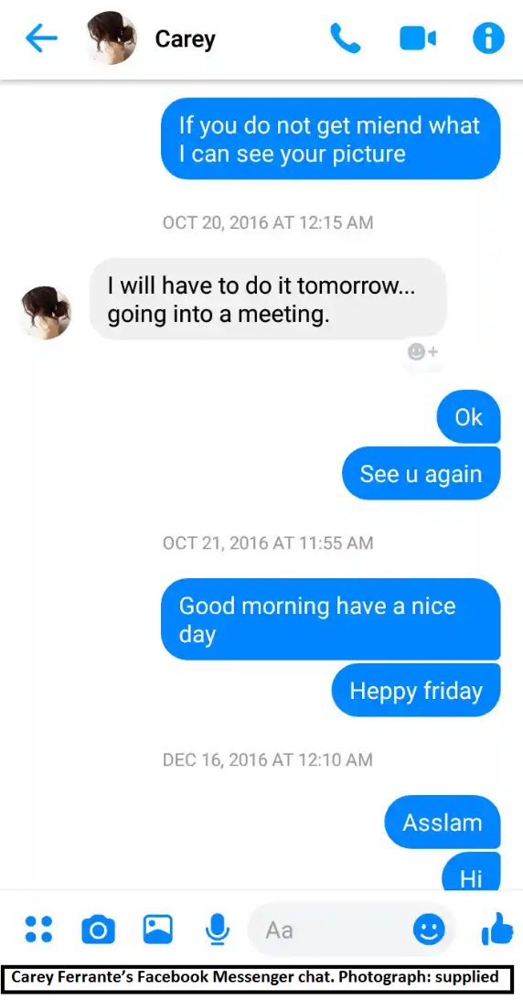 Carey
If you do not get miend what
I can see your picture
OCT 20, 2016 AT 12:15 AM
I will have to do it tomorrow...
going into a meeting.
Ok
See u again
OCT 21, 2016 AT 11:55 AM
Good morning have a nice
day
Heppy friday
DEC 16, 2016 AT 12:10 AM
Asslam
Hi
Aa
Carey Ferrante’s Facebook Messenger chat. Photograph: supplied